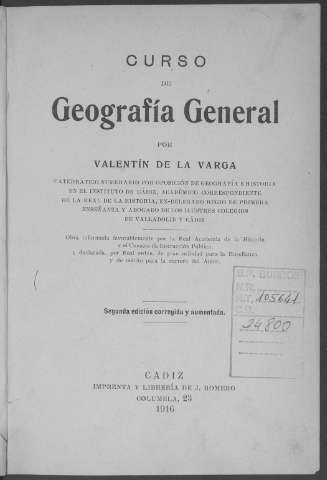 CURSO
DE
Geografía General
POR
VALENTÍN DE LA VARGA
CATEDRÁTICO NUMERARIO POR OPOSICIÓN DE GEOGRAFÍA E HISTORIA
EN EL INSTITUTO DE CÁDIZ, ACADÉMICO CORRESPONDIENTE
DE LA REAL DE LA HISTORIA, EX-DELEGADO REGIO DE PRIMERA
ENSEÑANZA Y ABOGADO DE LOS ILUSTRES COLEGIOS
DE VALLADOLID Y CÁDIZ
Obra informada favorablemente por la Real Academia de la Historia
y el Consejo de Instrucción Pública
y declarada, por Real orden, de gran utilidad para la Enseñanza
y de mérito para la carrera del Autor.
Segunda edición corregida y aumentada.
B. P. BURGOS
N.R.
N.T. 105641
C.D.
34.800
CADIZ
IMPRENTA Y LIBRERÍA DE J. ROMERO
COLUMELA, 23
1916